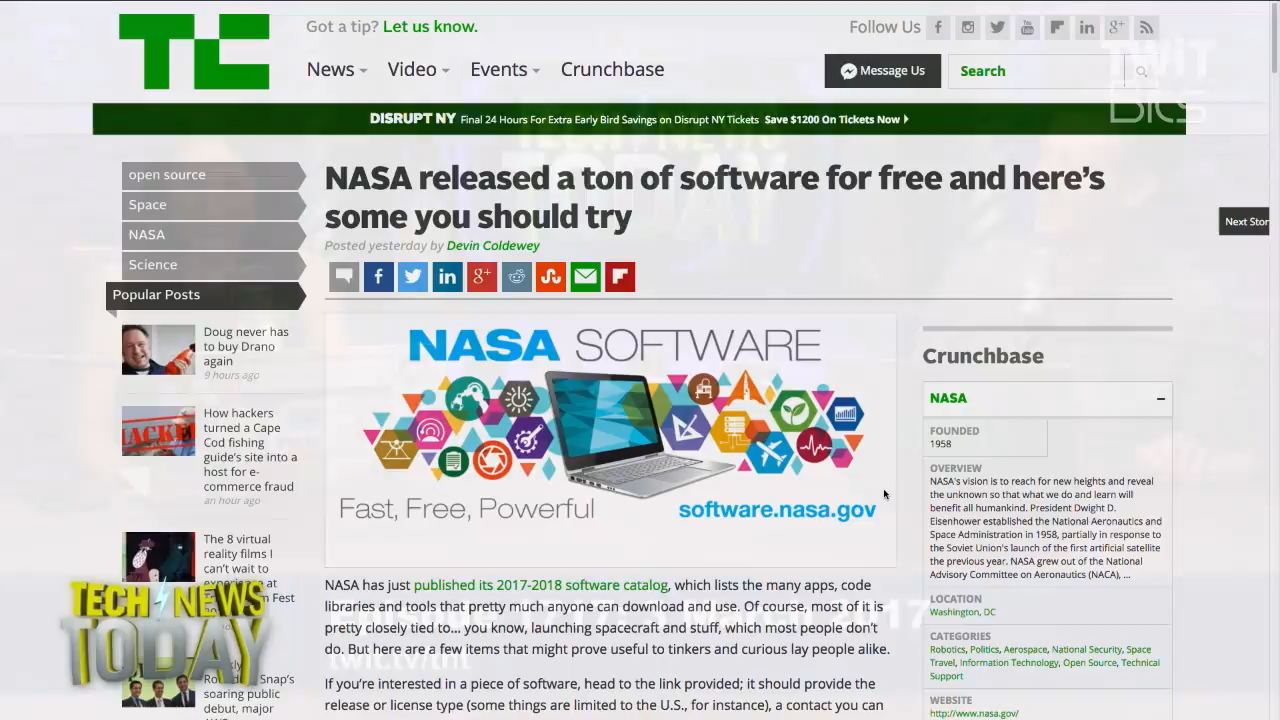 TC
Got a tip? Let us know.
Follow Us
TWiT
Bits
News Video Events Crunchbase
Message Us
Search
DISRUPT NY Final 24 Hours For Extra Early Bird Savings on Disrupt NY Tickets Save $1200 On Tickets Now
open source
Space
NASA
Science
Popular Posts
Doug never has
to buy Drano
again
9 hours ago
How hackers
turned a Cape
Cod fishing
guide's site into a
host for e-
commerce fraud
an hour ago
The 8 virtual
reality films I
can't wait to
Snap's
soaring public
debut, major
NASA released a ton of software for free and here's
some you should try
Posted yesterday by Devin Coldewey
Next Stor
NASA SOFTWARE
Fast, Free, Powerful
software.nasa.gov
NASA has just published its 2017-2018 software catalog, which lists the many apps, code
libraries and tools that pretty much anyone can download and use. Of course, most of it is
pretty closely tied to… you know, launching spacecraft and stuff, which most people don't
do. But here are a few items that might prove useful to tinkers and curious lay people alike.
If you're interested in a piece of software, head to the link provided; it should provide the
release or license type (some things are limited to the U.S., for instance), a contact you can
Crunchbase
NASA
FOUNDED
1958
OVERVIEW
NASA's vision is to reach for new heights and reveal
the unknown so that what we do and learn will
benefit all humankind. President Dwight D.
Eisenhower established the National Aeronautics and
Space Administration in 1958, partially in response to
the Soviet Union's launch of the first artificial satellite
the previous year. NASA grew out of the National
Advisory Committee on Aeronautics (NACA), …
LOCATION
Washington, DC
CATEGORIES
Robotics, Politics, Aerospace, National Security, Space
Travel, Information Technology, Open Source, Technical
Support
WEBSITE
http://www.nasa.gov/
TECH NEWS
TODAY
twit.tv/tnt